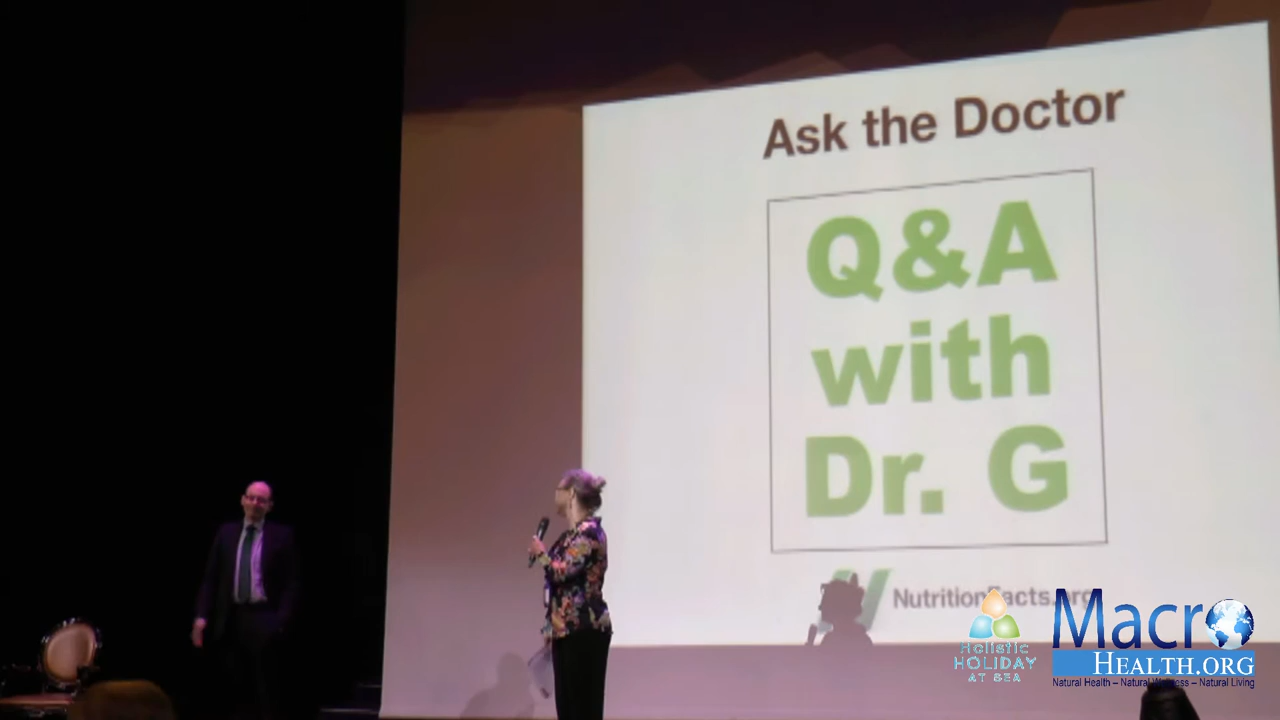 Ask the Doctor
Q&A
with
Dr. G
NutritionFacts.org
Holistic
HOLIDAY
AT SEA
Macro
HEALTH.ORG
Natural Health – Natural Wellness – Natural Living